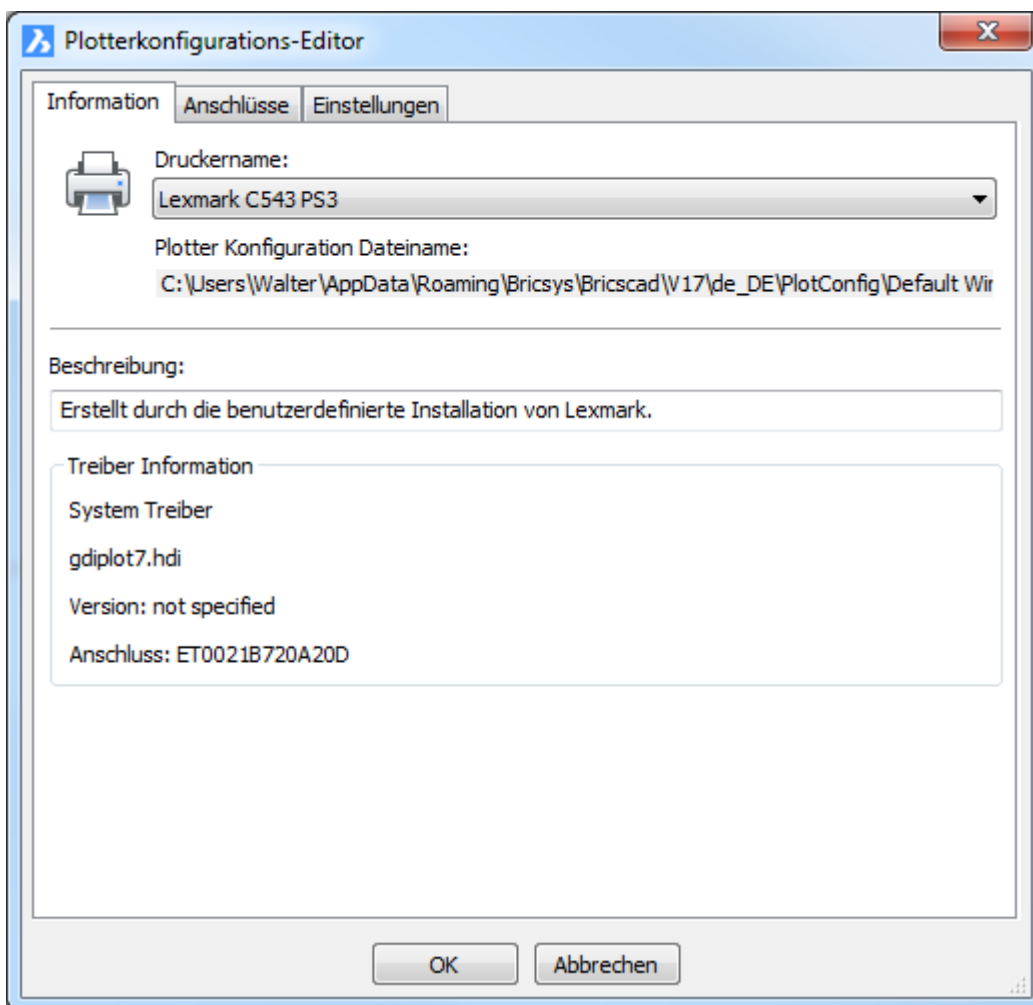 Plotterkonfigurations-Editor
Information Anschlüsse Einstellungen
Druckername:
Lexmark C543 PS3
Plotter Konfiguration Dateiname:
C:\Users\Walter\AppData\Roaming\Bricsys\Bricscad\V17\de_DE\PlotConfig\Default
Beschreibung:
Erstellt durch die benutzerdefinierte Installation von Lexmark.
Treiber Information
System Treiber
gdiplot7.hdi
Version: not specified
Anschluss: ET0021B720A20D
OK Abbrechen